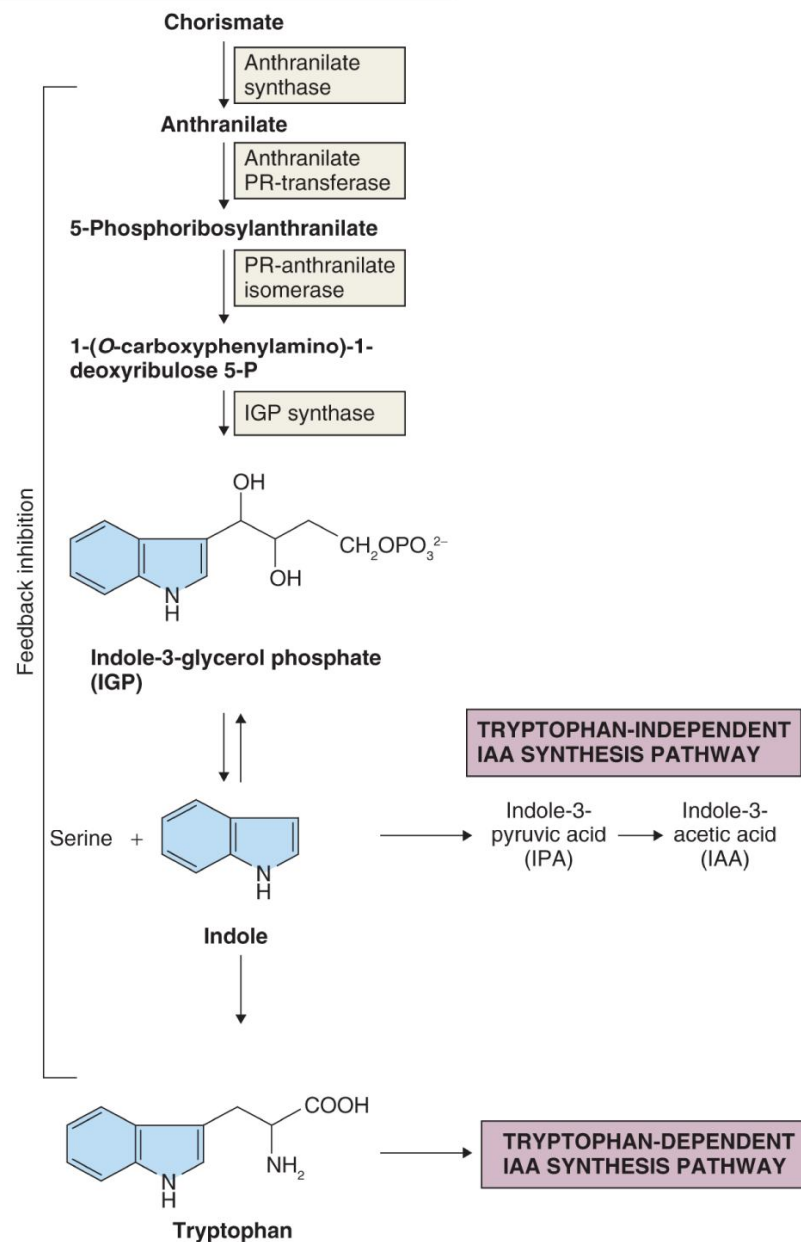 Chorismate
Anthranilate
synthase
Anthranilate
Anthranilate
PR-transferase
5-Phosphoribosylanthranilate
PR-anthranilate
isomerase
1-(O-carboxyphenylamino)-1-
deoxyribulose 5-P
IGP synthase
OH
CH₂OPO₃²⁻
OH
N
H
Feedback inhibition
Indole-3-glycerol phosphate
(IGP)
TRYPTOPHAN-INDEPENDENT
IAA SYNTHESIS PATHWAY
Serine +
N
H
Indole-3-
pyruvic acid
(IPA)
Indole-3-
acetic acid
(IAA)
Indole
COOH
NH₂
N
H
TRYPTOPHAN-DEPENDENT
IAA SYNTHESIS PATHWAY
Tryptophan